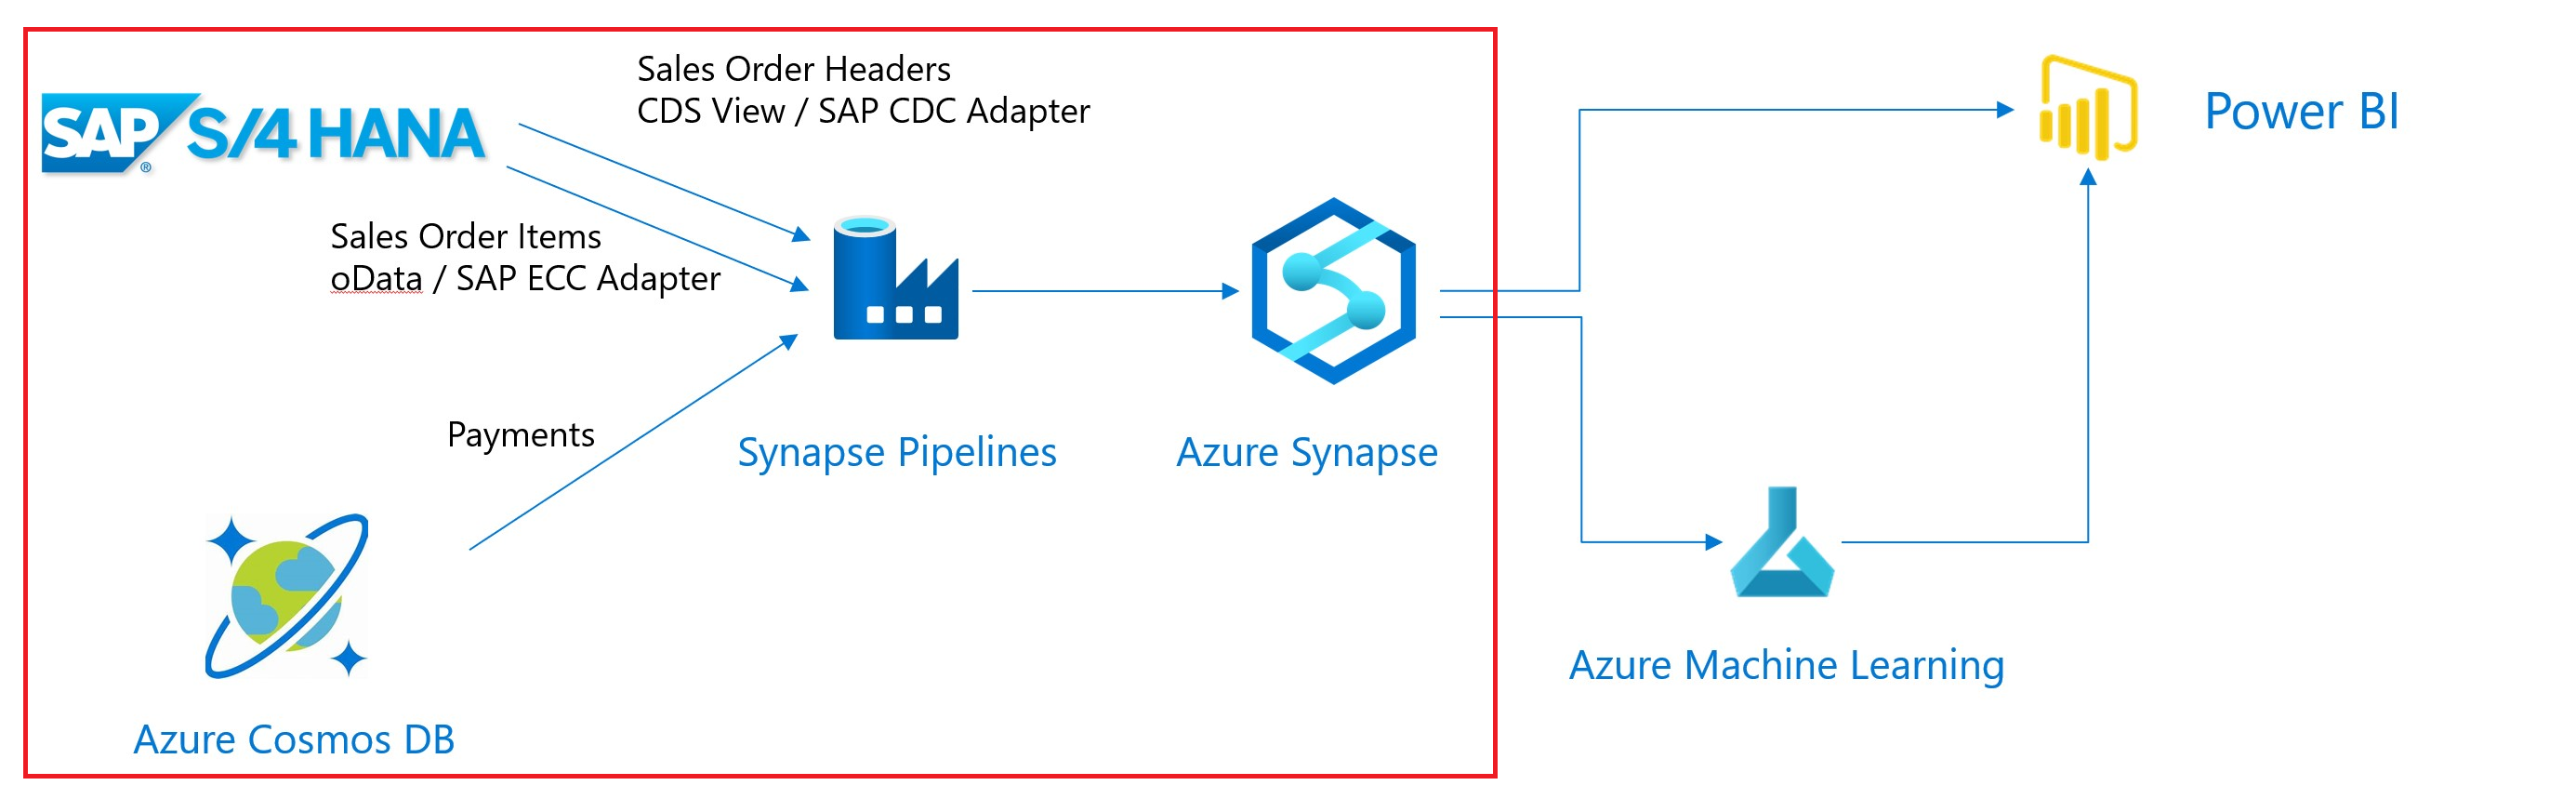 Sales Order Headers
CDS View / SAP CDC Adapter
SAP® S/4 HANA
Sales Order Items
oData / SAP ECC Adapter
Power BI
Payments
Synapse Pipelines
Azure Synapse
Azure Machine Learning
Azure Cosmos DB